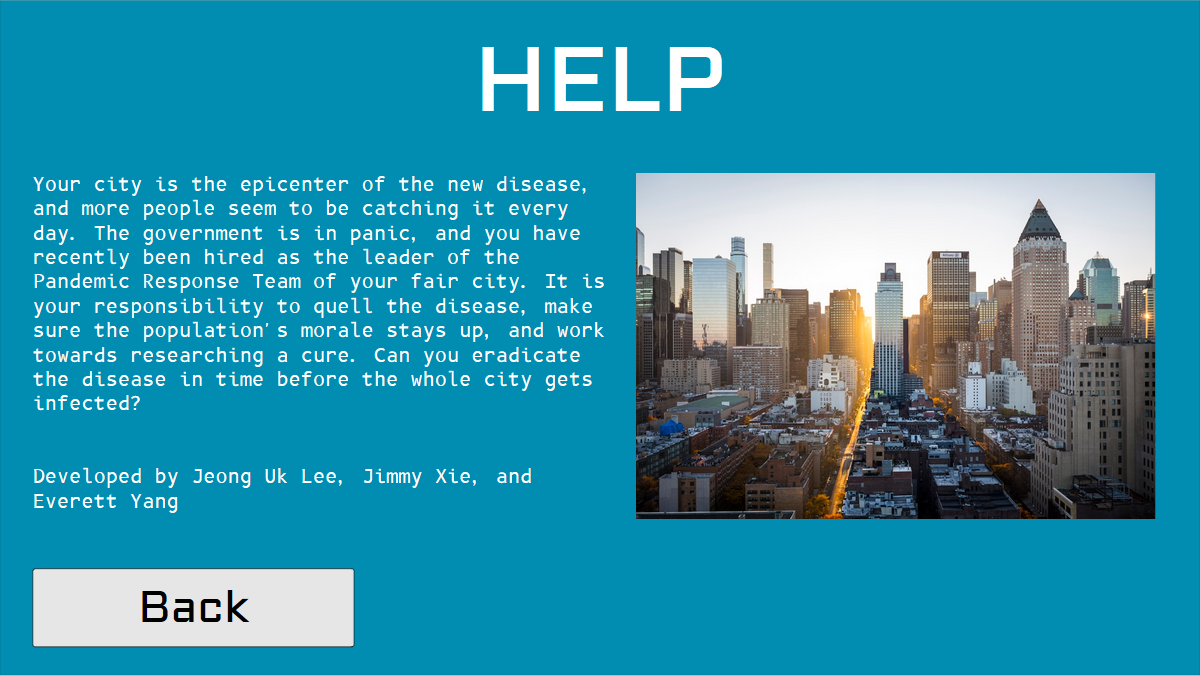 HELP
Your city is the epicenter of the new disease,
and more people seem to be catching it every
day. The government is in panic, and you have
recently been hired as the leader of the
Pandemic Response Team of your fair city. It is
your responsibility to quell the disease, make
sure the population's morale stays up, and work
towards researching a cure. Can you eradicate
the disease in time before the whole city gets
infected?
Developed by Jeong Uk Lee, Jimmy Xie, and
Everett Yang
Back